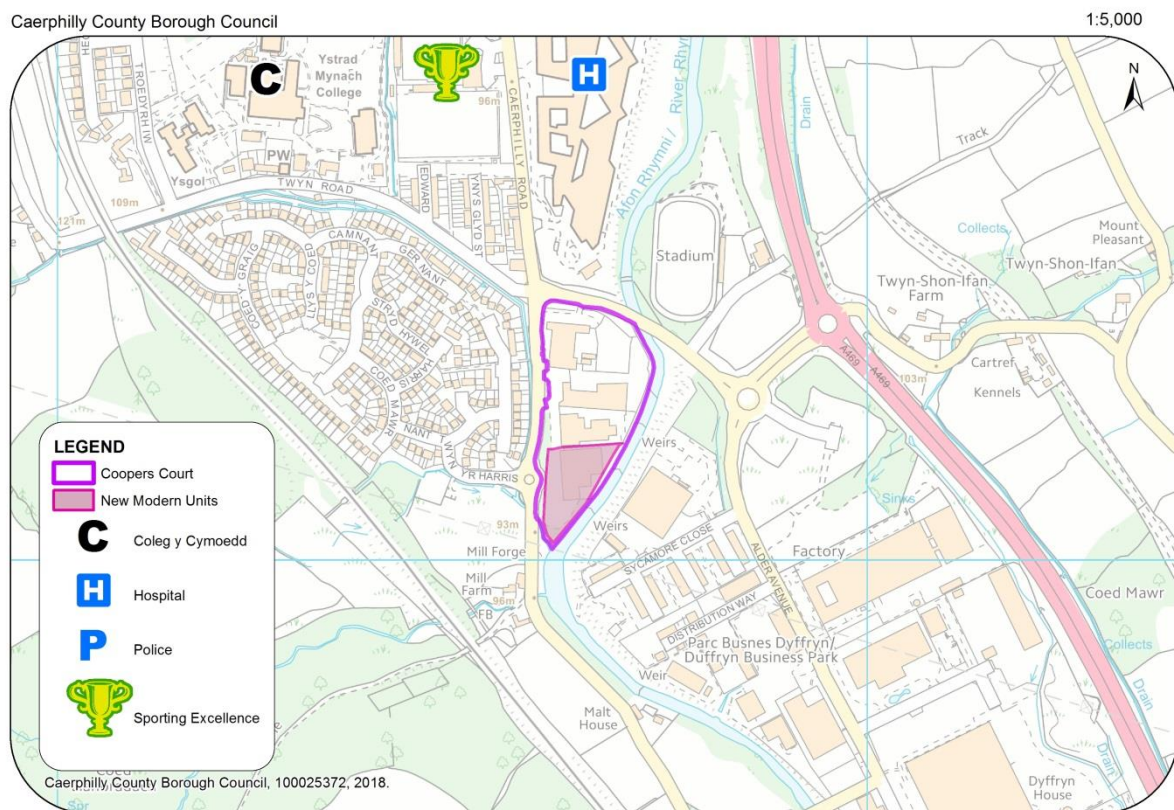 Caerphilly County Borough Council
1:5,000
Ystrad
Mynach
College
C
H
N
TROEDYRHIW
96m
CAERPHILLY ROAD
Afon Rhymni /
River Rhym
Drain
Track
PW
Ysgol
109m
TWYN ROAD
EDWARD
YNYS GLYD ST
121m
CAMNANT
GER NANT
COED Y GRAIG
ALLT Y COED
STRYD HYWEL HARRIS
COED MAWR
NANT TWYN
YR HARRIS
Stadium
Collects
Mount
Pleasant
Twyn-Shon-Ifan
Twyn-Shon-Ifan
Farm
A469
A469
103m
Cartref
Kennels
Weirs
Sinks
Weirs
93m
Mill Forge
Mill
Farm
96m
FB
SYCAMORE CLOSE
Factory
ALDER AVENUE
DISTRIBUTION WAY
Parc Busnes Dyffryn/
Duffryn Business Park
Weir
Malt
House
Coed Mawr
Collects
Drain
Drain
Dyffryn
House
LEGEND
Coopers Court
New Modern Units
C
Coleg y Cymoedd
H
Hospital
P
Police
Sporting Excellence
Caerphilly County Borough Council, 100025372, 2018.
Spr